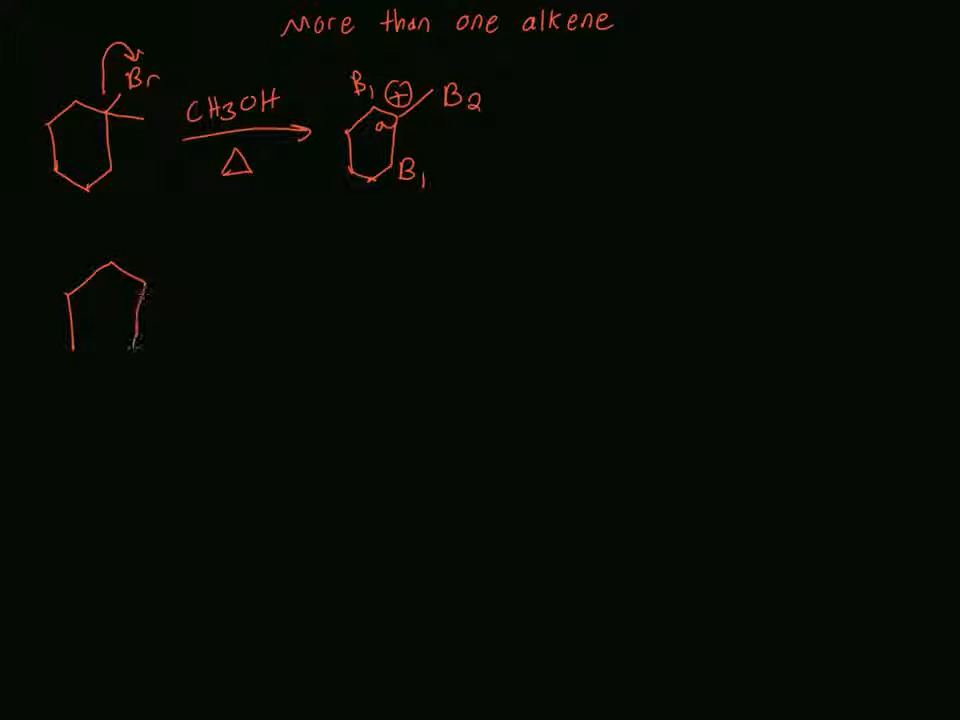 More than one alkene
Br
CH3OH
Δ
B1 ⊕ B2
a
B1